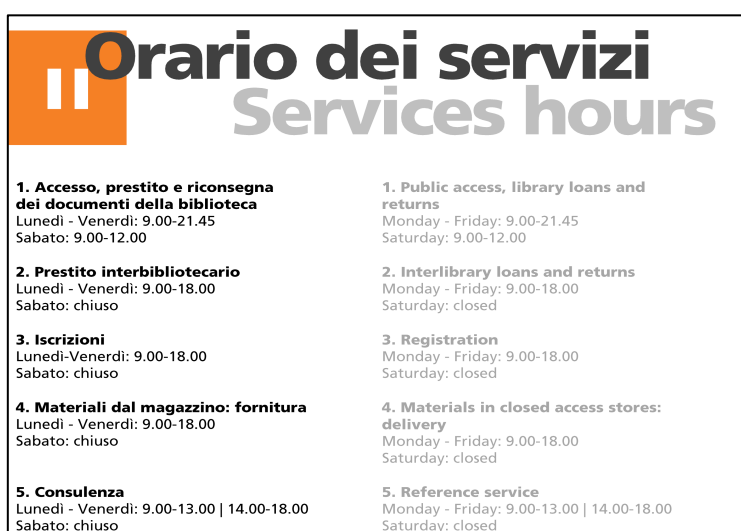 Orario dei servizi
Services hours
1. Accesso, prestito e riconsegna
dei documenti della biblioteca
Lunedì - Venerdì: 9.00-21.45
Sabato: 9.00-12.00
2. Prestito interbibliotecario
Lunedì - Venerdì: 9.00-18.00
Sabato: chiuso
3. Iscrizioni
Lunedì-Venerdì: 9.00-18.00
Sabato: chiuso
4. Materiali dal magazzino: fornitura
Lunedì - Venerdì: 9.00-18.00
Sabato: chiuso
5. Consulenza
Lunedì - Venerdì: 9.00-13.00 | 14.00-18.00
Sabato: chiuso
1. Public access, library loans and
returns
Monday - Friday: 9.00-21.45
Saturday: 9.00-12.00
2. Interlibrary loans and returns
Monday - Friday: 9.00-18.00
Saturday: closed
3. Registration
Monday - Friday: 9.00-18.00
Saturday: closed
4. Materials in closed access stores:
delivery
Monday - Friday: 9.00-18.00
Saturday: closed
5. Reference service
Monday - Friday: 9.00-13.00 | 14.00-18.00
Saturday: closed